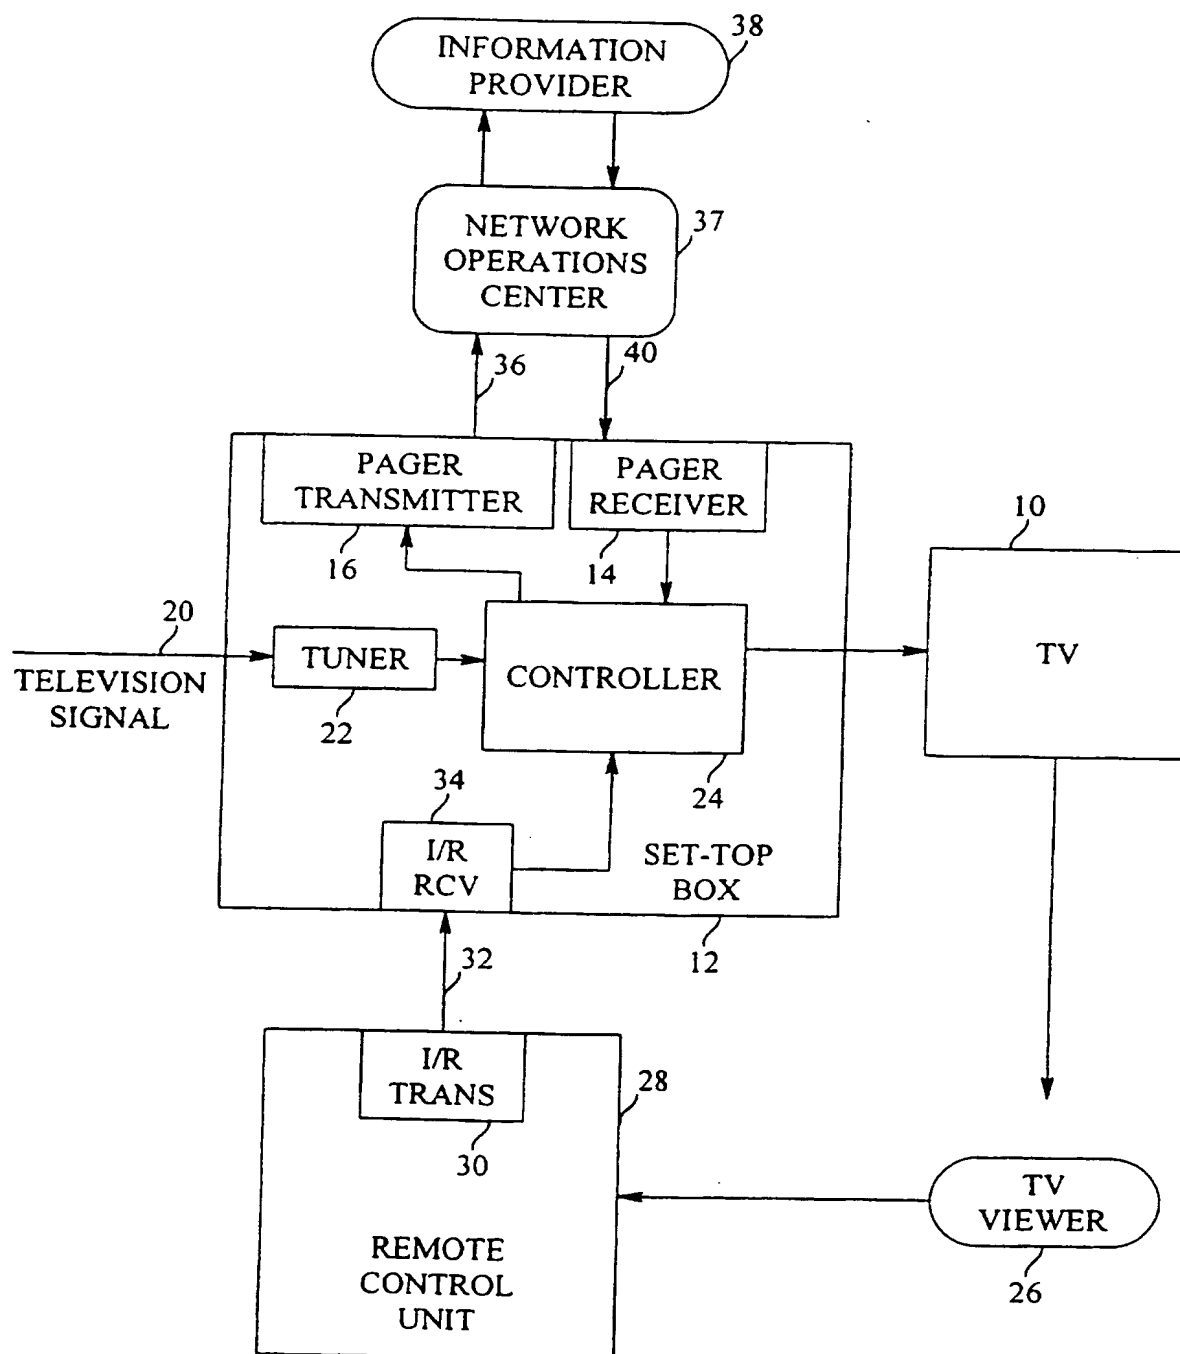 38
INFORMATION
PROVIDER
37
NETWORK
OPERATIONS
CENTER
36
40
PAGER
TRANSMITTER
PAGER
RECEIVER
16
14
10
20
TELEVISION
SIGNAL
TUNER
22
CONTROLLER
TV
24
34
I/R
RCV
SET-TOP
BOX
12
32
I/R
TRANS
30
28
REMOTE
CONTROL
UNIT
TV
VIEWER
26